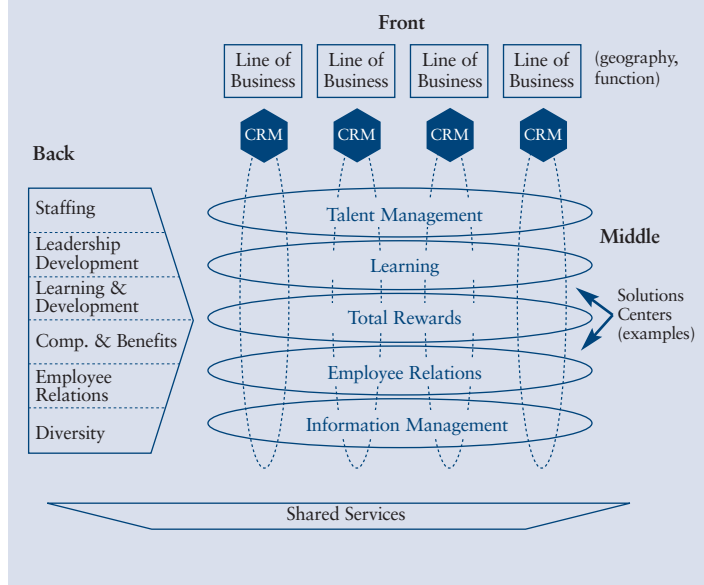 Front
Line of
Business
Line of
Business
Line of
Business
Line of
Business
(geography,
function)
CRM
CRM
CRM
CRM
Back
Staffing
Leadership
Development
Learning &
Development
Comp. & Benefits
Employee
Relations
Diversity
Talent Management
Learning
Total Rewards
Employee Relations
Information Management
Middle
Solutions
Centers
(examples)
Shared Services